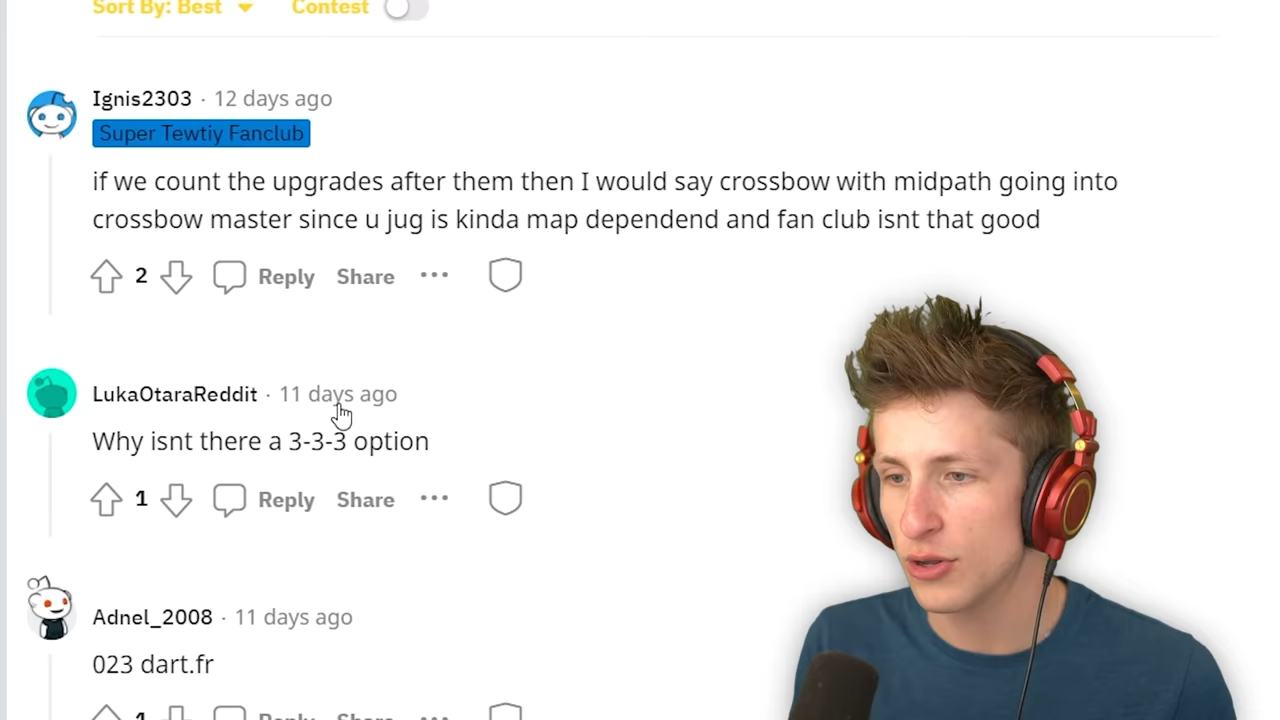 Sort By: Best Contest
Ignis2303 · 12 days ago
Super Tewtiy Fanclub
if we count the upgrades after them then I would say crossbow with midpath going into
crossbow master since u jug is kinda map dependend and fan club isnt that good
2 Reply Share ···
LukaOtaraReddit · 11 days ago
Why isnt there a 3-3-3 option
1 Reply Share ···
Adnel_2008 · 11 days ago
023 dart.fr
1 Reply Share ···